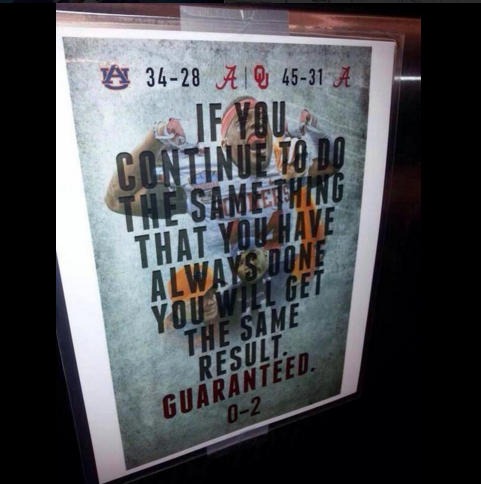 34-28 A | OU 45-31 A
IF YOU
CONTINUE TO DO
THE SAME THING
THAT YOU HAVE
ALWAYS DONE
YOU WILL GET
THE SAME
RESULT.
GUARANTEED.
0-2